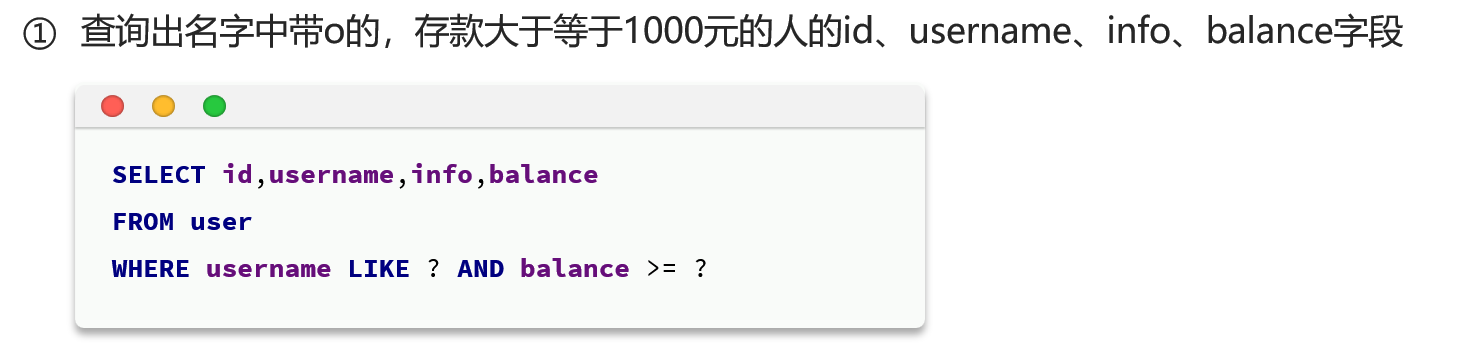 ① 查询出名字中带o的，存款大于等于1000元的人的id、username、info、balance字段
SELECT id,username,info,balance
FROM user
WHERE username LIKE ? AND balance >= ?